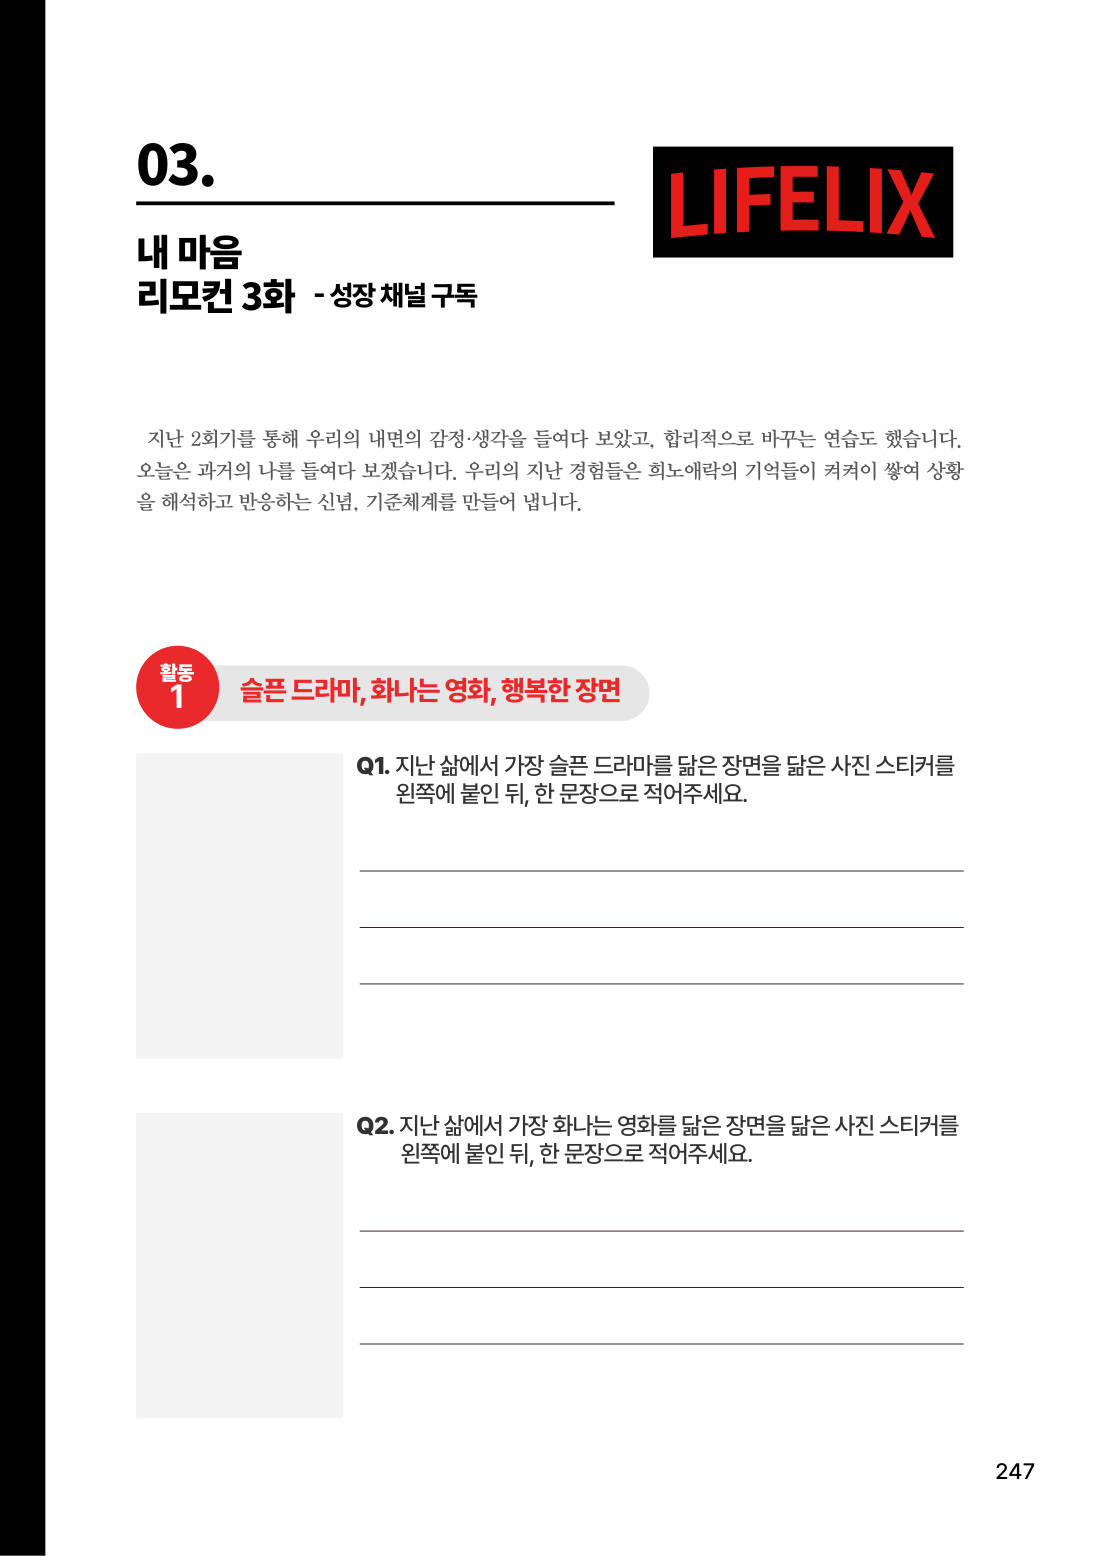 03.
LIFELIX
내 마음
리모컨 3화 - 성장 채널 구독
지난 2회기를 통해 우리의 내면의 감정·생각을 들여다 보았고, 합리적으로 바꾸는 연습도 했습니다.
오늘은 과거의 나를 들여다 보겠습니다. 우리의 지난 경험들은 희노애락의 기억들이 켜켜이 쌓여 상황
을 해석하고 반응하는 신념, 기준체계를 만들어 냅니다.
활동
1
슬픈 드라마, 화나는 영화, 행복한 장면
Q1. 지난 삶에서 가장 슬픈 드라마를 닮은 장면을 닮은 사진 스티커를
왼쪽에 붙인 뒤, 한 문장으로 적어주세요.
Q2. 지난 삶에서 가장 화나는 영화를 닮은 장면을 닮은 사진 스티커를
왼쪽에 붙인 뒤, 한 문장으로 적어주세요.
247